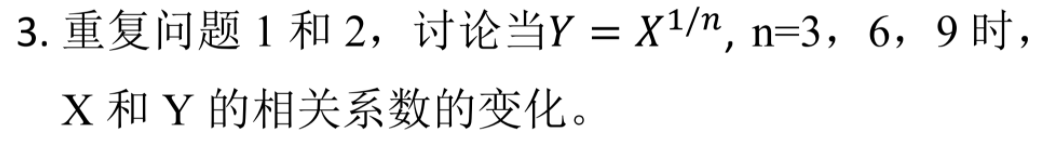 3. 重复问题 1 和 2，讨论当Y = X^{1/n}, n=3，6，9 时，
X 和 Y 的相关系数的变化。